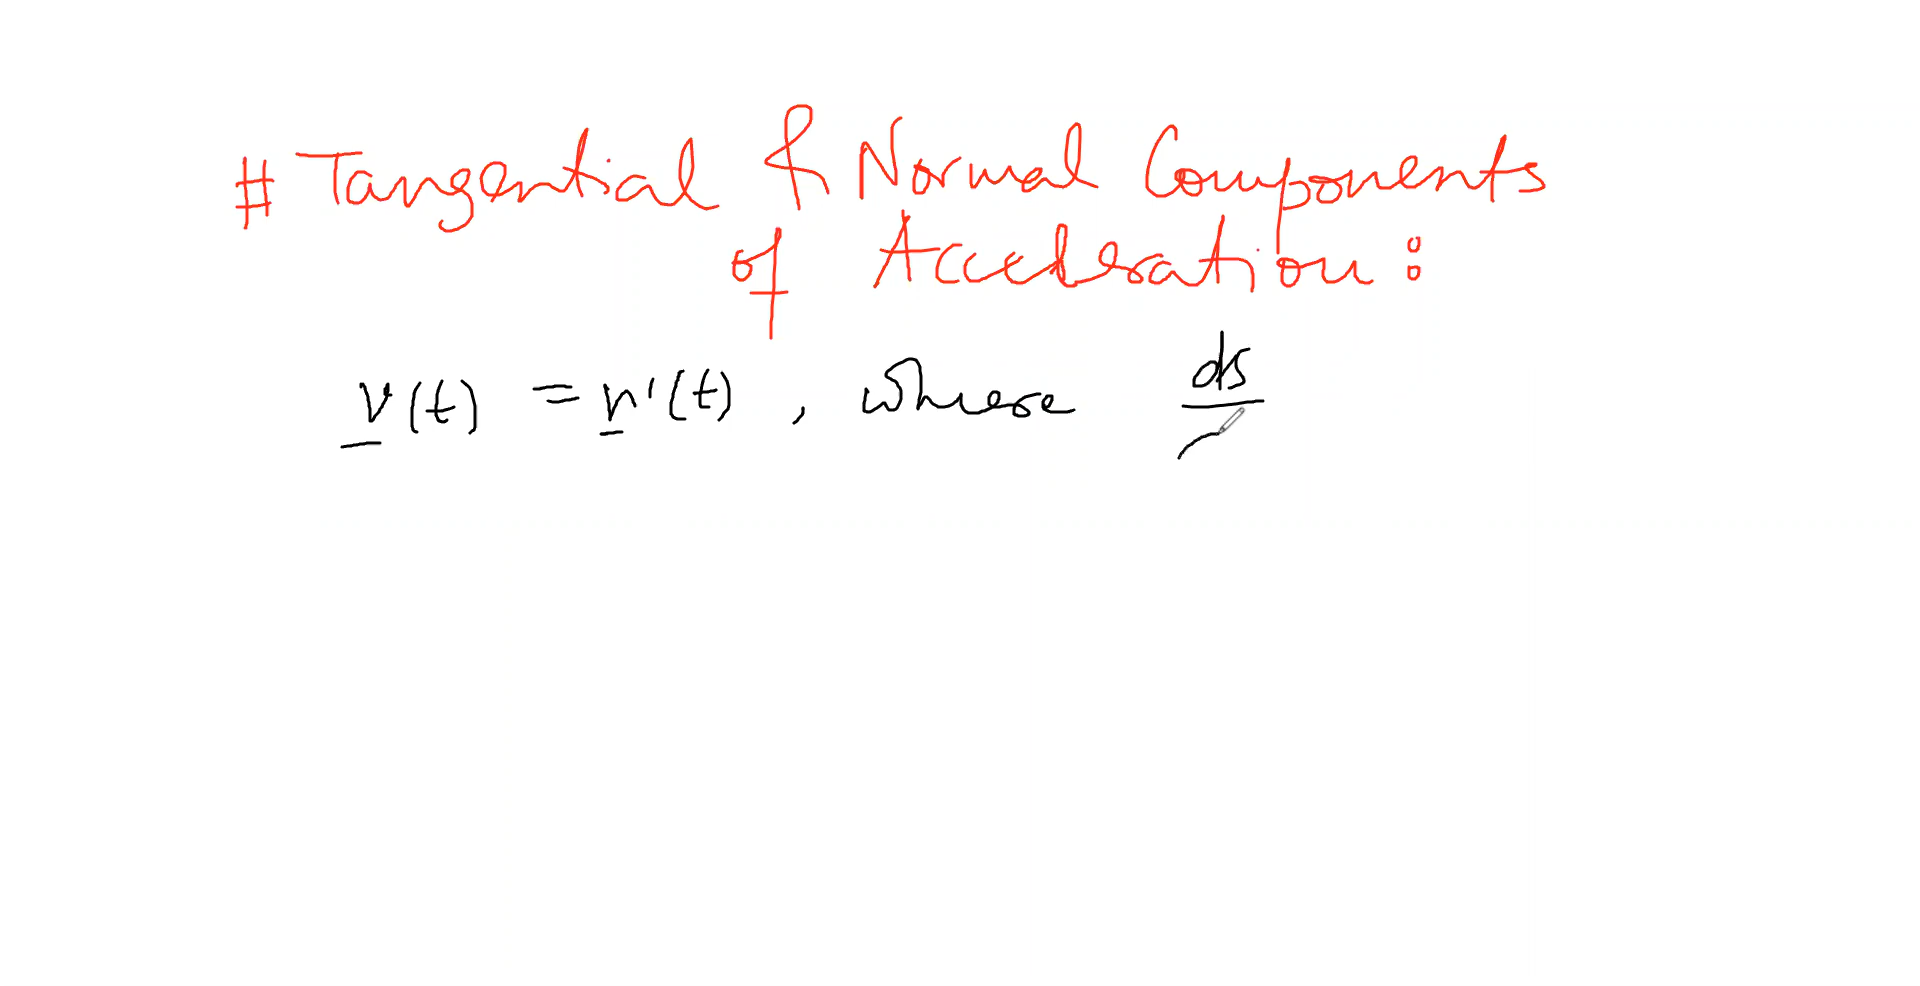 # Tangential & Normal Components
of Acceleration:
v(t) = r'(t), where ds/